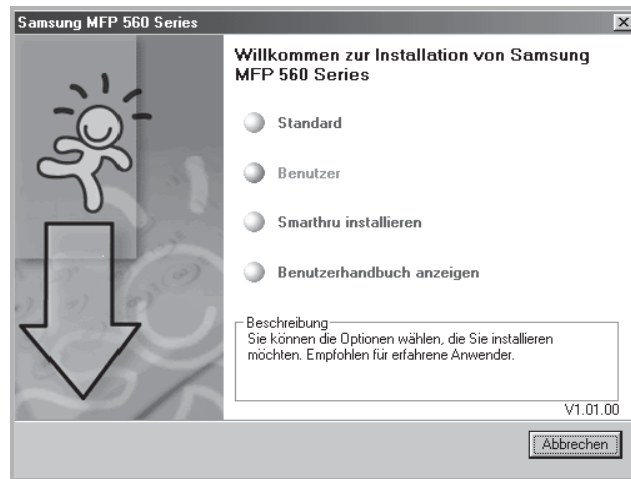 Samsung MFP 560 Series
Willkommen zur Installation von Samsung
MFP 560 Series
Standard
Benutzer
Smarthru installieren
Benutzerhandbuch anzeigen
Beschreibung
Sie können die Optionen wählen, die Sie installieren
möchten. Empfohlen für erfahrene Anwender.
V1.01.00
Abbrechen